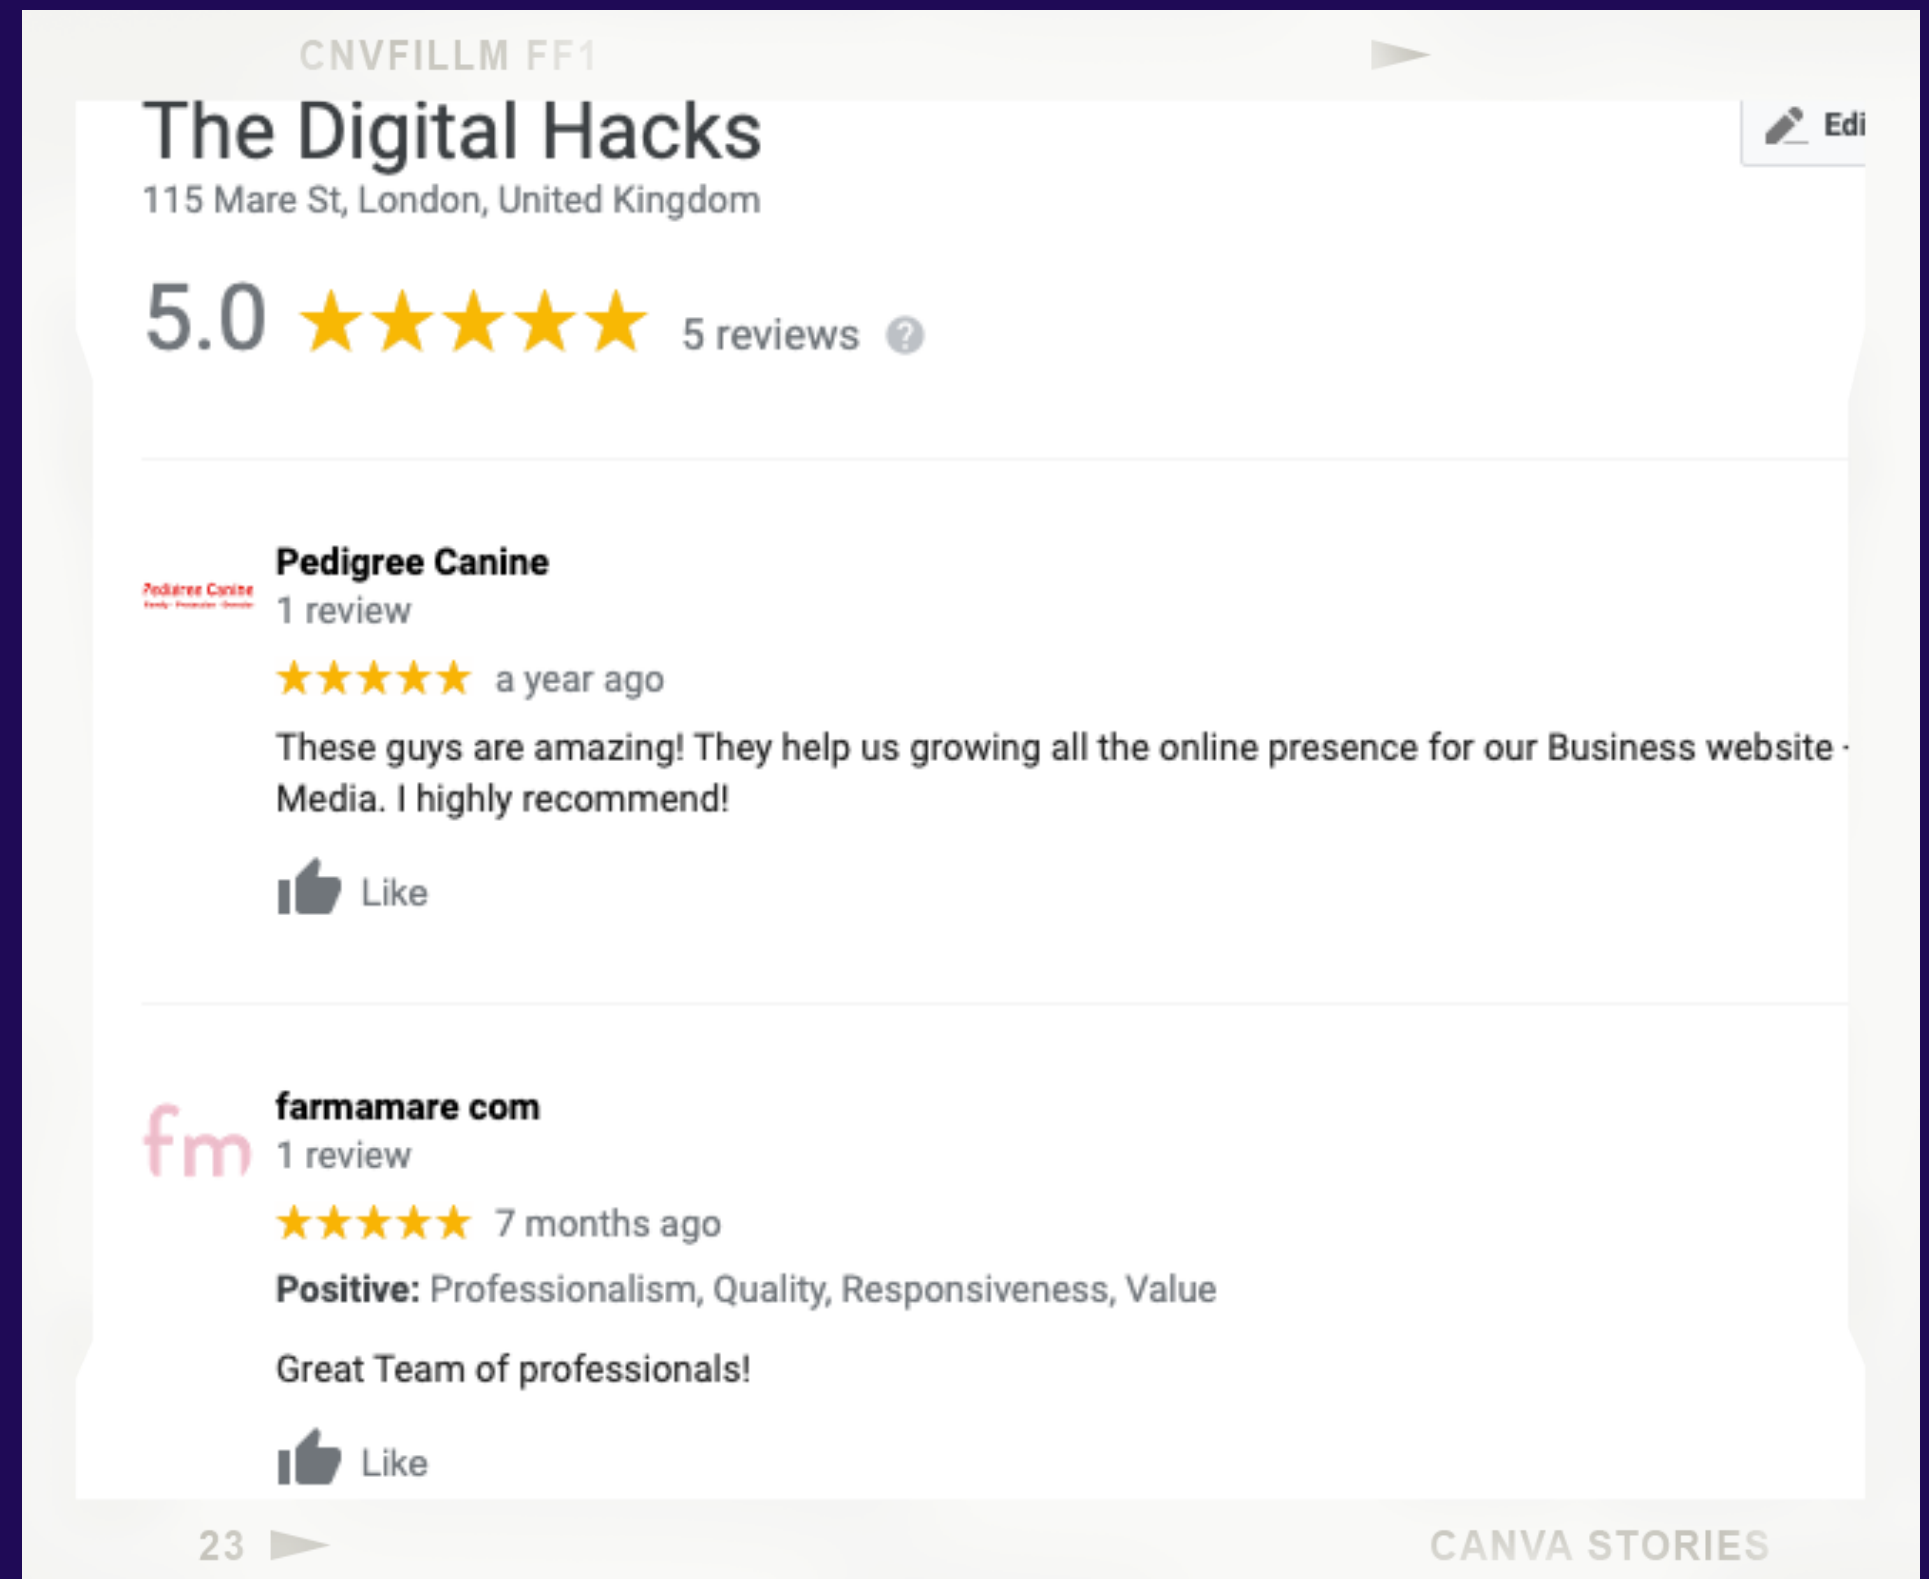 CNVFILLM FF1
The Digital Hacks
Edi
115 Mare St, London, United Kingdom
5.0 5 reviews ?
Pedigree Canine
Pedigree Canine
1 review
a year ago
These guys are amazing! They help us growing all the online presence for our Business website -
Media. I highly recommend!
Like
farmamare com
fm
1 review
7 months ago
Positive: Professionalism, Quality, Responsiveness, Value
Great Team of professionals!
Like
23
CANVA STORIES